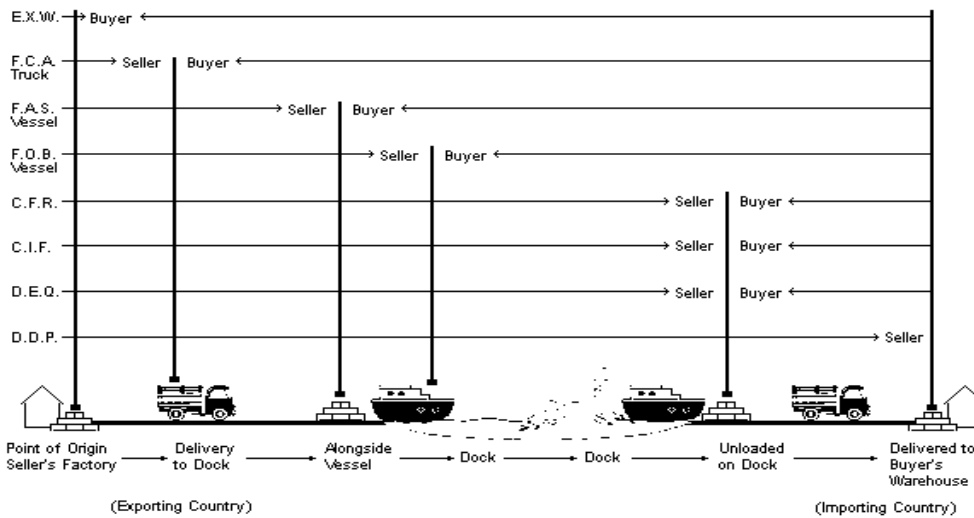 E.X.W. Buyer
F.C.A. Seller Buyer
Truck
F.A.S. Seller Buyer
Vessel
F.O.B. Seller Buyer
Vessel
C.F.R. Seller Buyer
C.I.F. Seller Buyer
D.E.Q. Seller Buyer
D.D.P. Seller
Point of Origin Delivery Alongside Dock Dock Unloaded Delivered to
Seller's Factory to Dock Vessel on Dock Buyer's
Warehouse
(Exporting Country) (Importing Country)